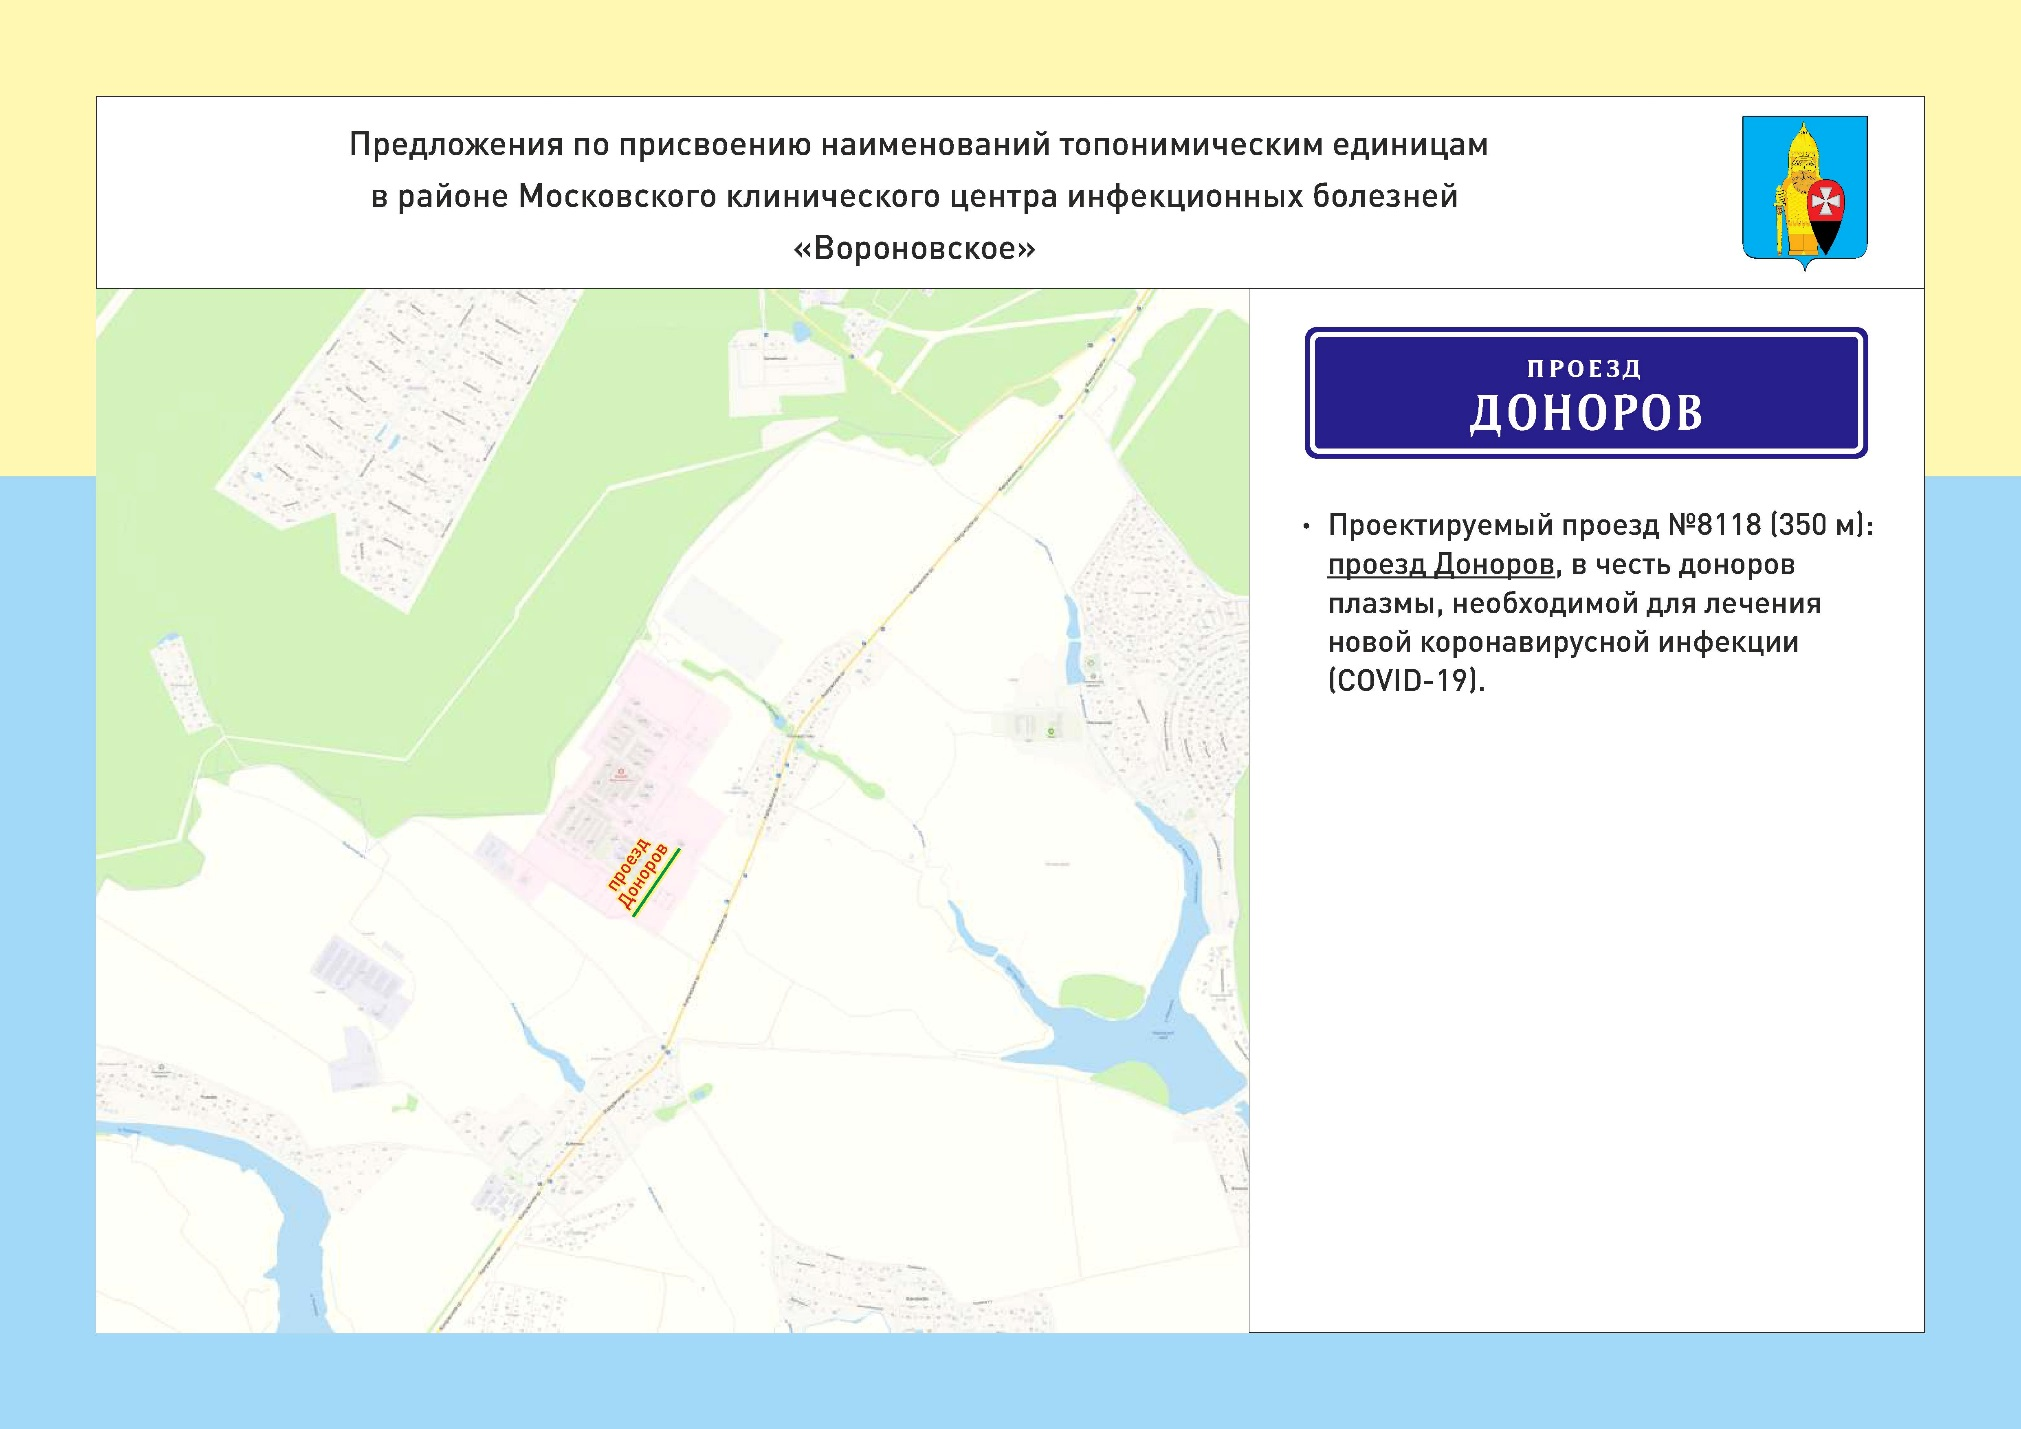 Предложения по присвоению наименований топонимическим единицам
в районе Московского клинического центра инфекционных болезней
«Вороновское»
ПРОЕЗД
ДОНОРОВ
• Проектируемый проезд №8118 (350 м):
проезд Доноров, в честь доноров
плазмы, необходимой для лечения
новой коронавирусной инфекции
(COVID-19).
проезд
Доноров